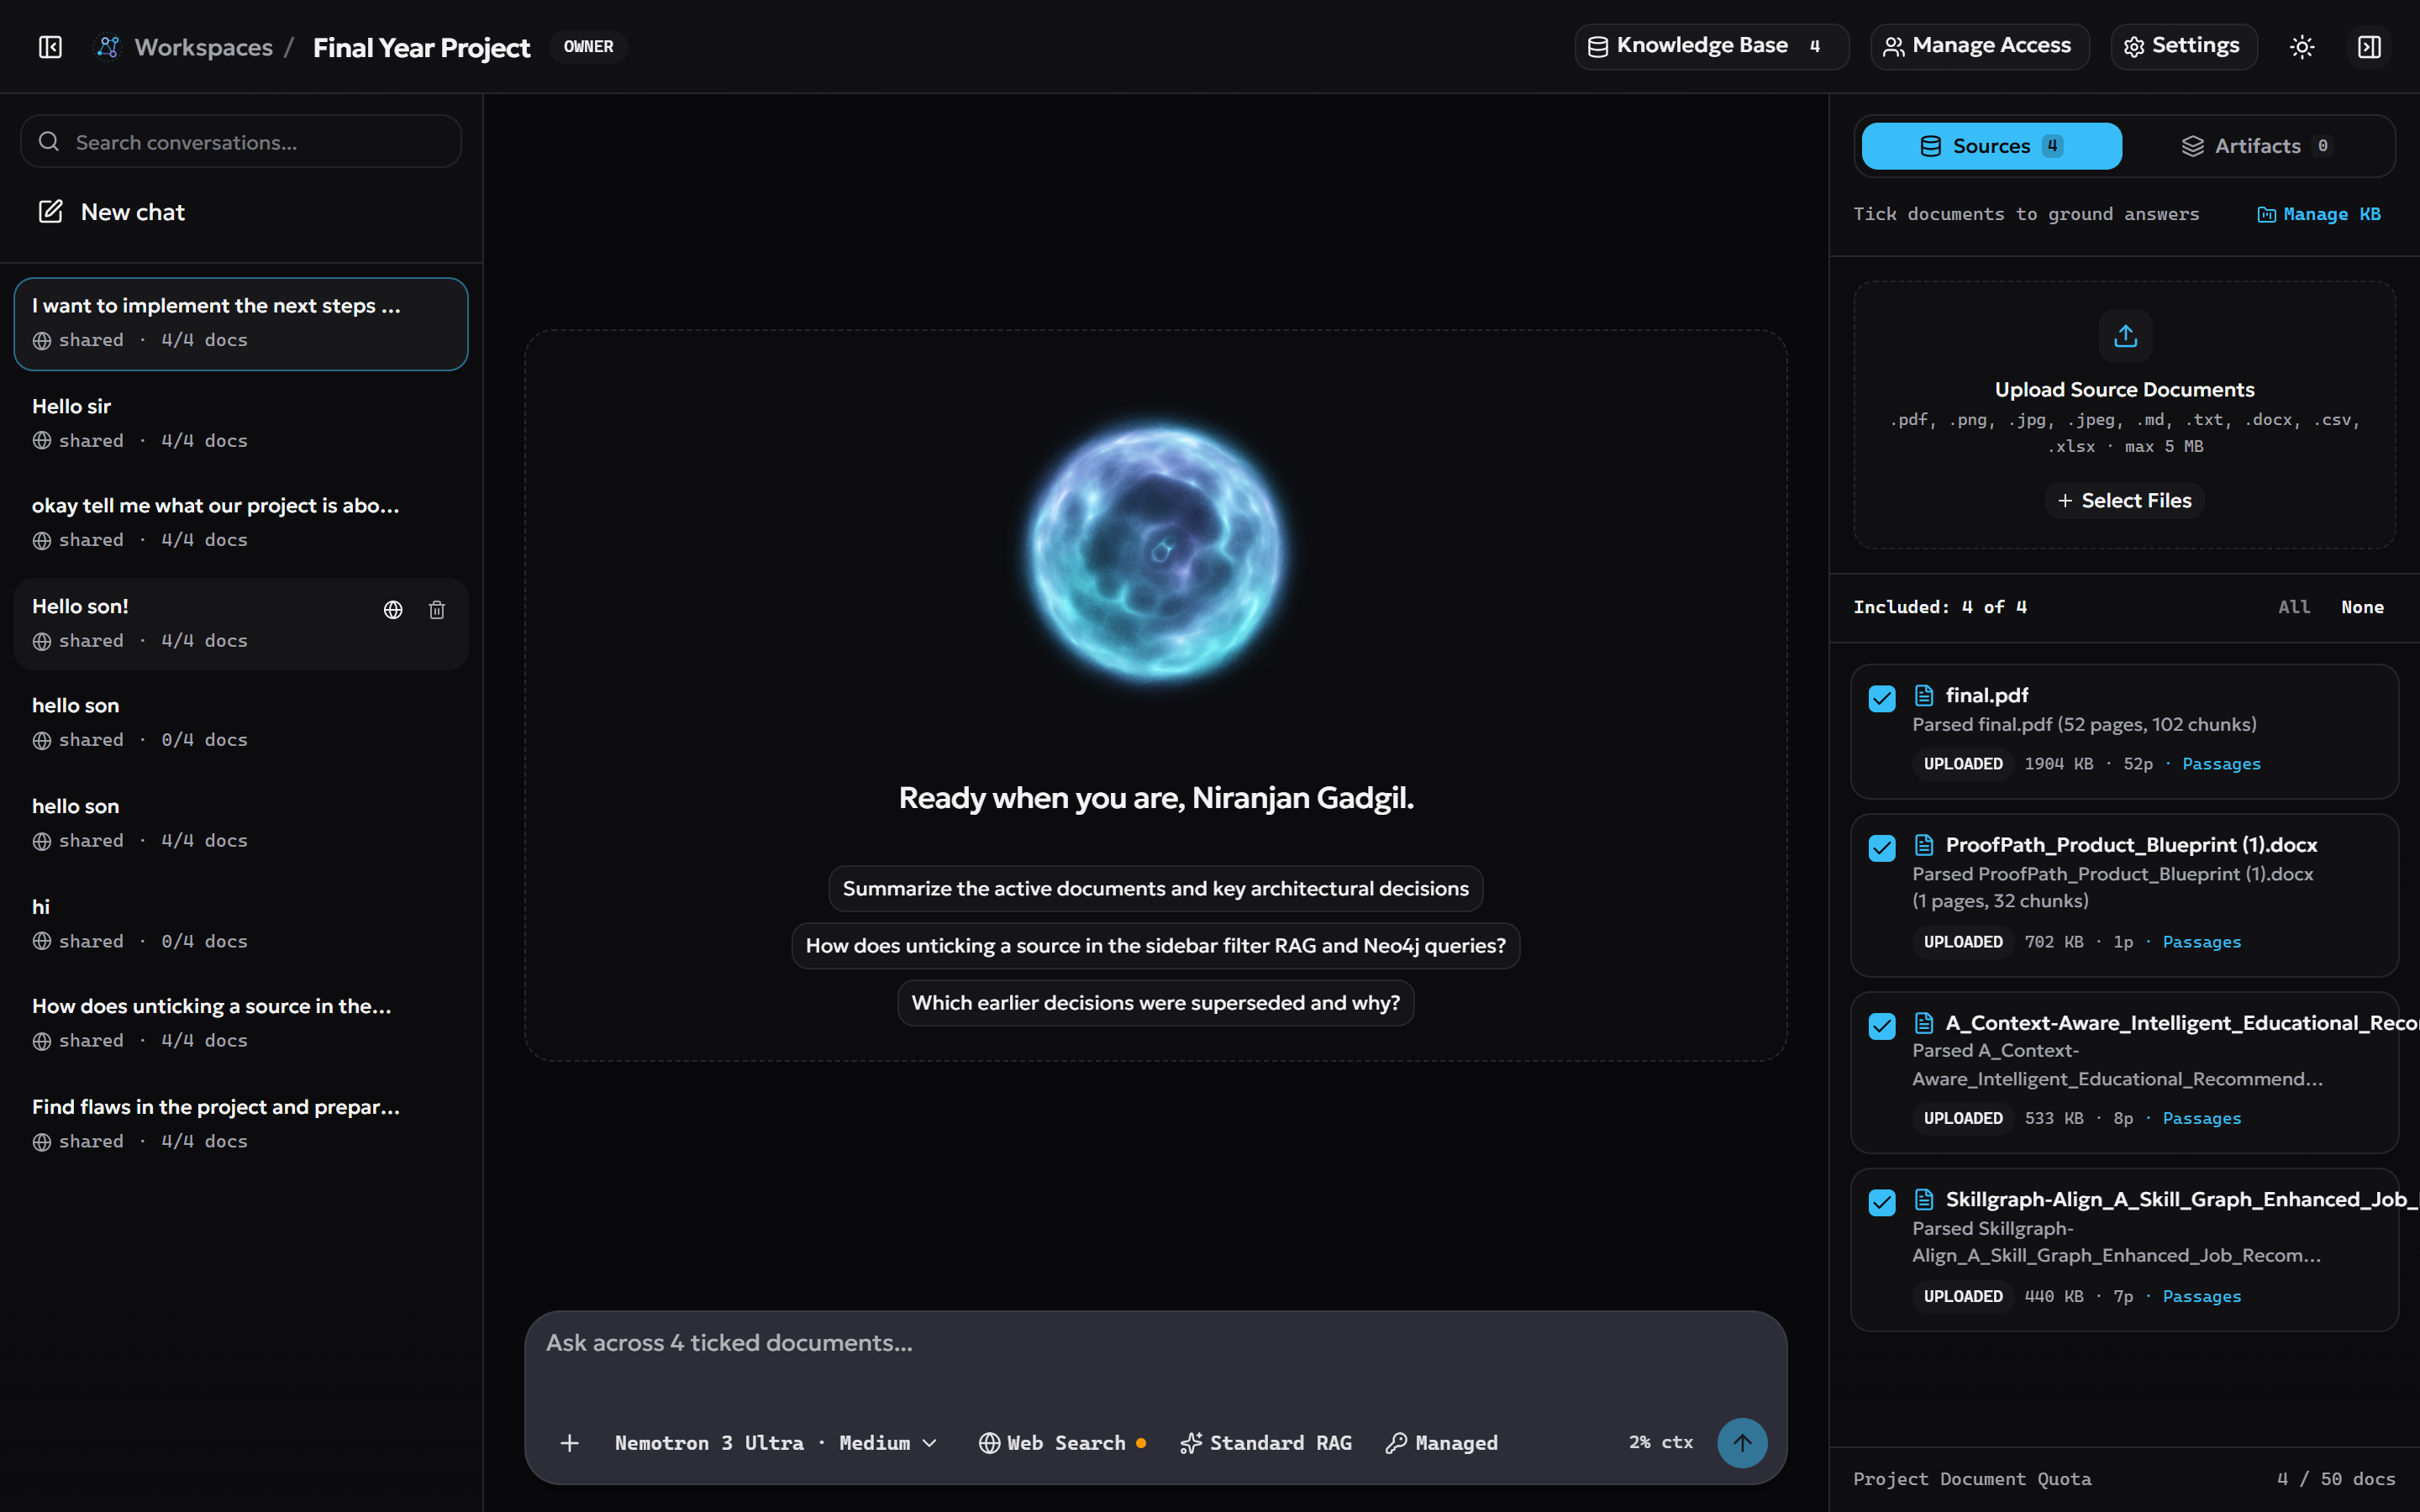 Workspaces / Final Year Project OWNER
Knowledge Base 4
Manage Access
Settings
Search conversations...
New chat
I want to implement the next steps ...
shared · 4/4 docs
Hello sir
shared · 4/4 docs
okay tell me what our project is abo...
shared · 4/4 docs
Hello son!
shared · 4/4 docs
hello son
shared · 0/4 docs
hello son
shared · 4/4 docs
hi
shared · 0/4 docs
How does unticking a source in the...
shared · 4/4 docs
Find flaws in the project and prepar...
shared · 4/4 docs
Ready when you are, Niranjan Gadgil.
Summarize the active documents and key architectural decisions
How does unticking a source in the sidebar filter RAG and Neo4j queries?
Which earlier decisions were superseded and why?
Ask across 4 ticked documents...
Nemotron 3 Ultra · Medium
Web Search
Standard RAG
Managed
2% ctx
Sources 4
Artifacts 0
Tick documents to ground answers
Manage KB
Upload Source Documents
.pdf, .png, .jpg, .jpeg, .md, .txt, .docx, .csv,
.xlsx · max 5 MB
+ Select Files
Included: 4 of 4
All
None
final.pdf
Parsed final.pdf (52 pages, 102 chunks)
UPLOADED 1904 KB · 52p · Passages
ProofPath_Product_Blueprint (1).docx
Parsed ProofPath_Product_Blueprint (1).docx
(1 pages, 32 chunks)
UPLOADED 702 KB · 1p · Passages
A_Context-Aware_Intelligent_Educational_Reco
Parsed A_Context-
Aware_Intelligent_Educational_Recommend...
UPLOADED 533 KB · 8p · Passages
Skillgraph-Align_A_Skill_Graph_Enhanced_Job_
Parsed Skillgraph-
Align_A_Skill_Graph_Enhanced_Job_Recom...
UPLOADED 440 KB · 7p · Passages
Project Document Quota
4 / 50 docs